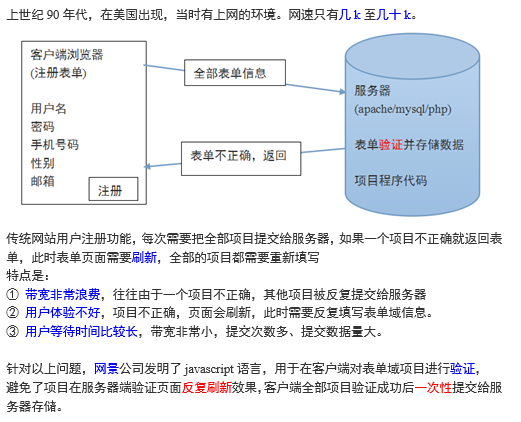 上世纪 90 年代，在美国出现，当时有上网的环境。网速只有几 k 至几十 k。
客户端浏览器
(注册表单)
用户名
密码
手机号码
性别
邮箱
注册
全部表单信息
表单不正确，返回
服务器
(apache/mysql/php)
表单验证并存储数据
项目程序代码
传统网站用户注册功能，每次需要把全部项目提交给服务器，如果一个项目不正确就返回表
单，此时表单页面需要刷新，全部的项目都需要重新填写
特点是：
① 带宽非常浪费，往往由于一个项目不正确，其他项目被反复提交给服务器
② 用户体验不好，项目不正确，页面会刷新，此时需要反复填写表单域信息。
③ 用户等待时间比较长，带宽非常小，提交次数多、提交数据量大。
针对以上问题，网景公司发明了 javascript 语言，用于在客户端对表单域项目进行验证，
避免了项目在服务器端验证页面反复刷新效果，客户端全部项目验证成功后一次性提交给服
务器存储。